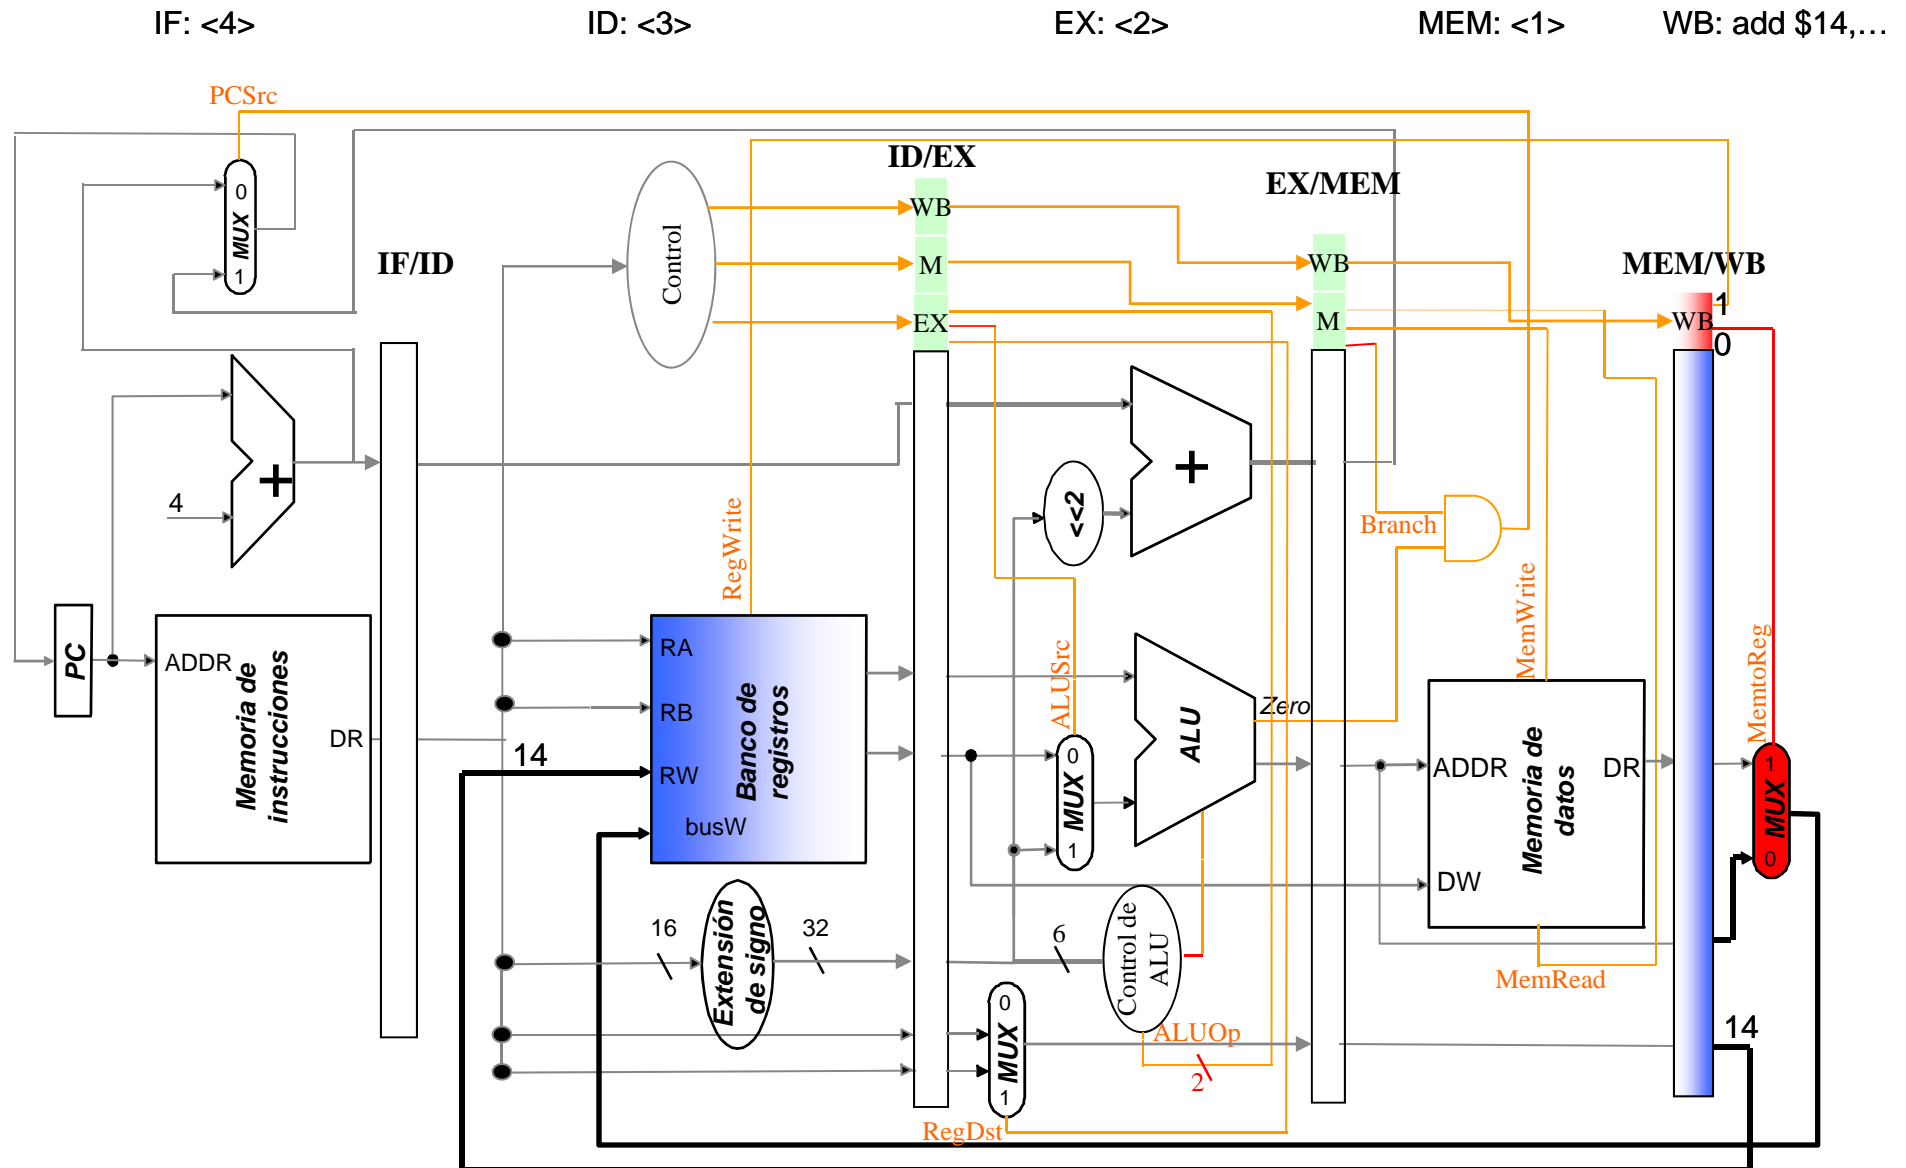 IF: <4>
ID: <3>
EX: <2>
MEM: <1>
WB: add $14,…
PCSrc
0
MUX
1
IF/ID
4
+
PC
ADDR
Memoria de
instrucciones
DR
Control
RegWrite
RA
RB
14
RW
busW
Banco de
registros
16
Extensión
de signo
32
ID/EX
WB
M
EX
+
<<2
ALUSrc
0
MUX
1
ALU
Zero
6
Control de
ALU
ALUOp
2
0
MUX
1
RegDst
EX/MEM
WB
M
Branch
MemWrite
ADDR
Memoria de
datos
DR
DW
MemRead
MEM/WB
WB
1
0
MemtoReg
1
MUX
0
14